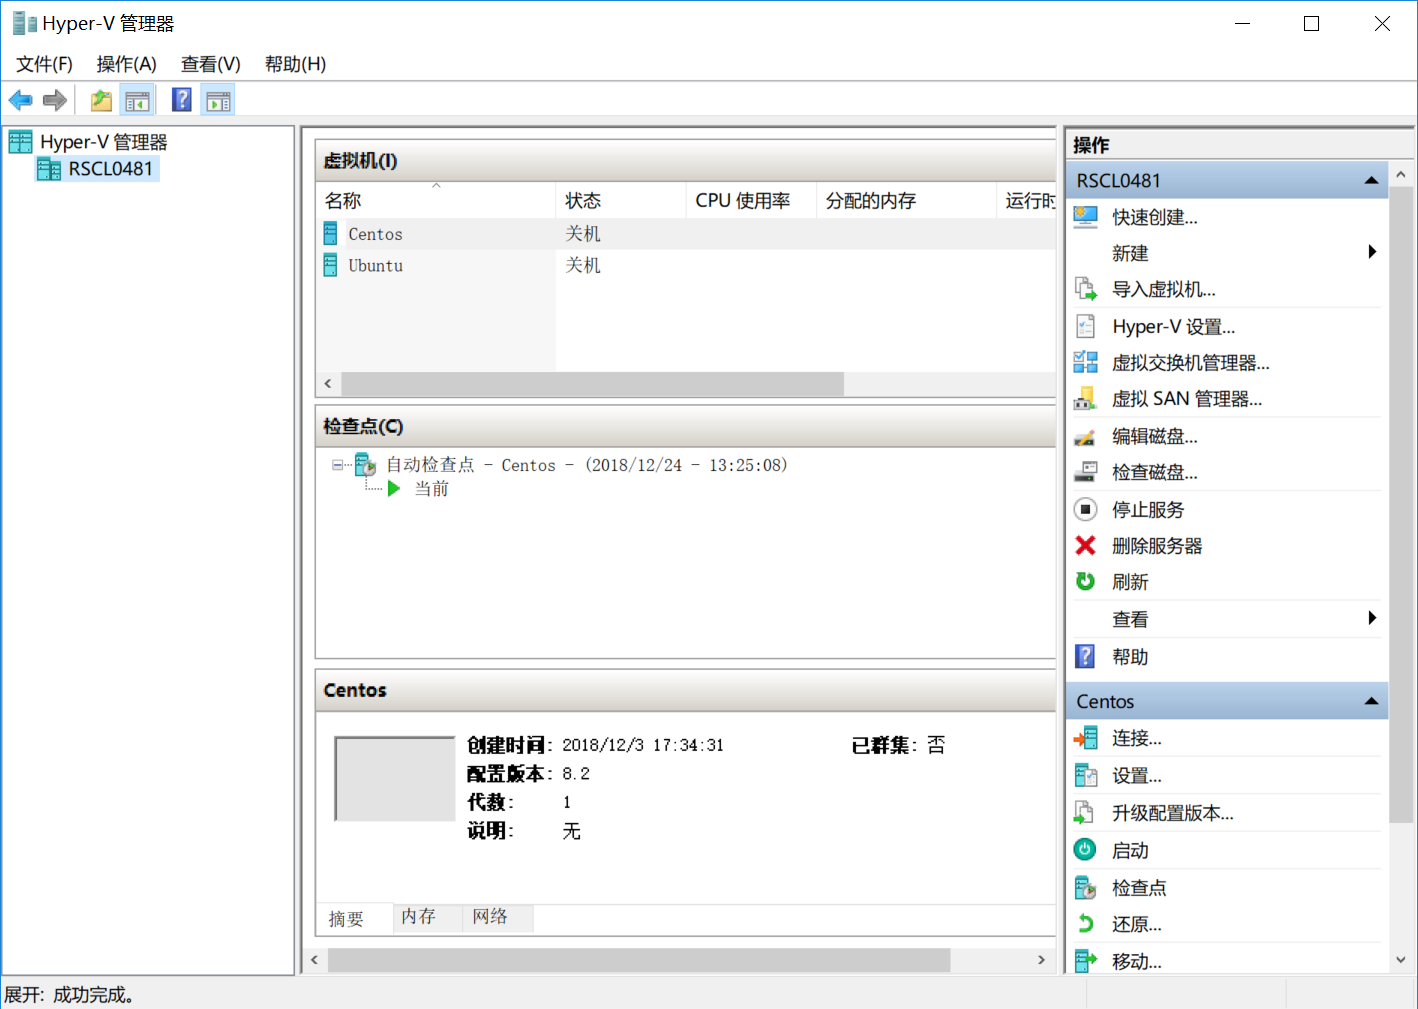 Hyper-V 管理器
文件(F) 操作(A) 查看(V) 帮助(H)
Hyper-V 管理器
RSCL0481
虚拟机(I)
名称 状态 CPU 使用率 分配的内存 运行时
Centos 关机
Ubuntu 关机
检查点(C)
自动检查点 - Centos - (2018/12/24 - 13:25:08)
当前
Centos
创建时间: 2018/12/3 17:34:31 已群集: 否
配置版本: 8.2
代数: 1
说明: 无
摘要 内存 网络
操作
RSCL0481
快速创建...
新建
导入虚拟机...
Hyper-V 设置...
虚拟交换机管理器...
虚拟 SAN 管理器...
编辑磁盘...
检查磁盘...
停止服务
删除服务器
刷新
查看
帮助
Centos
连接...
设置...
升级配置版本...
启动
检查点
还原...
移动...
展开: 成功完成。